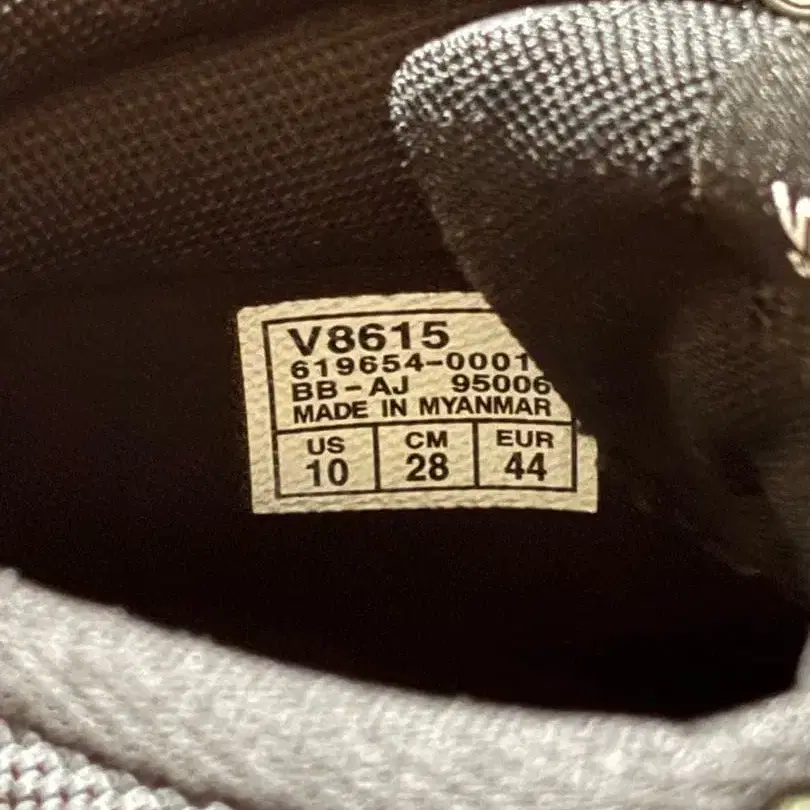 V8615
619654-0001
BB-AJ 95006
MADE IN MYANMAR
US CM EUR
10 28 44